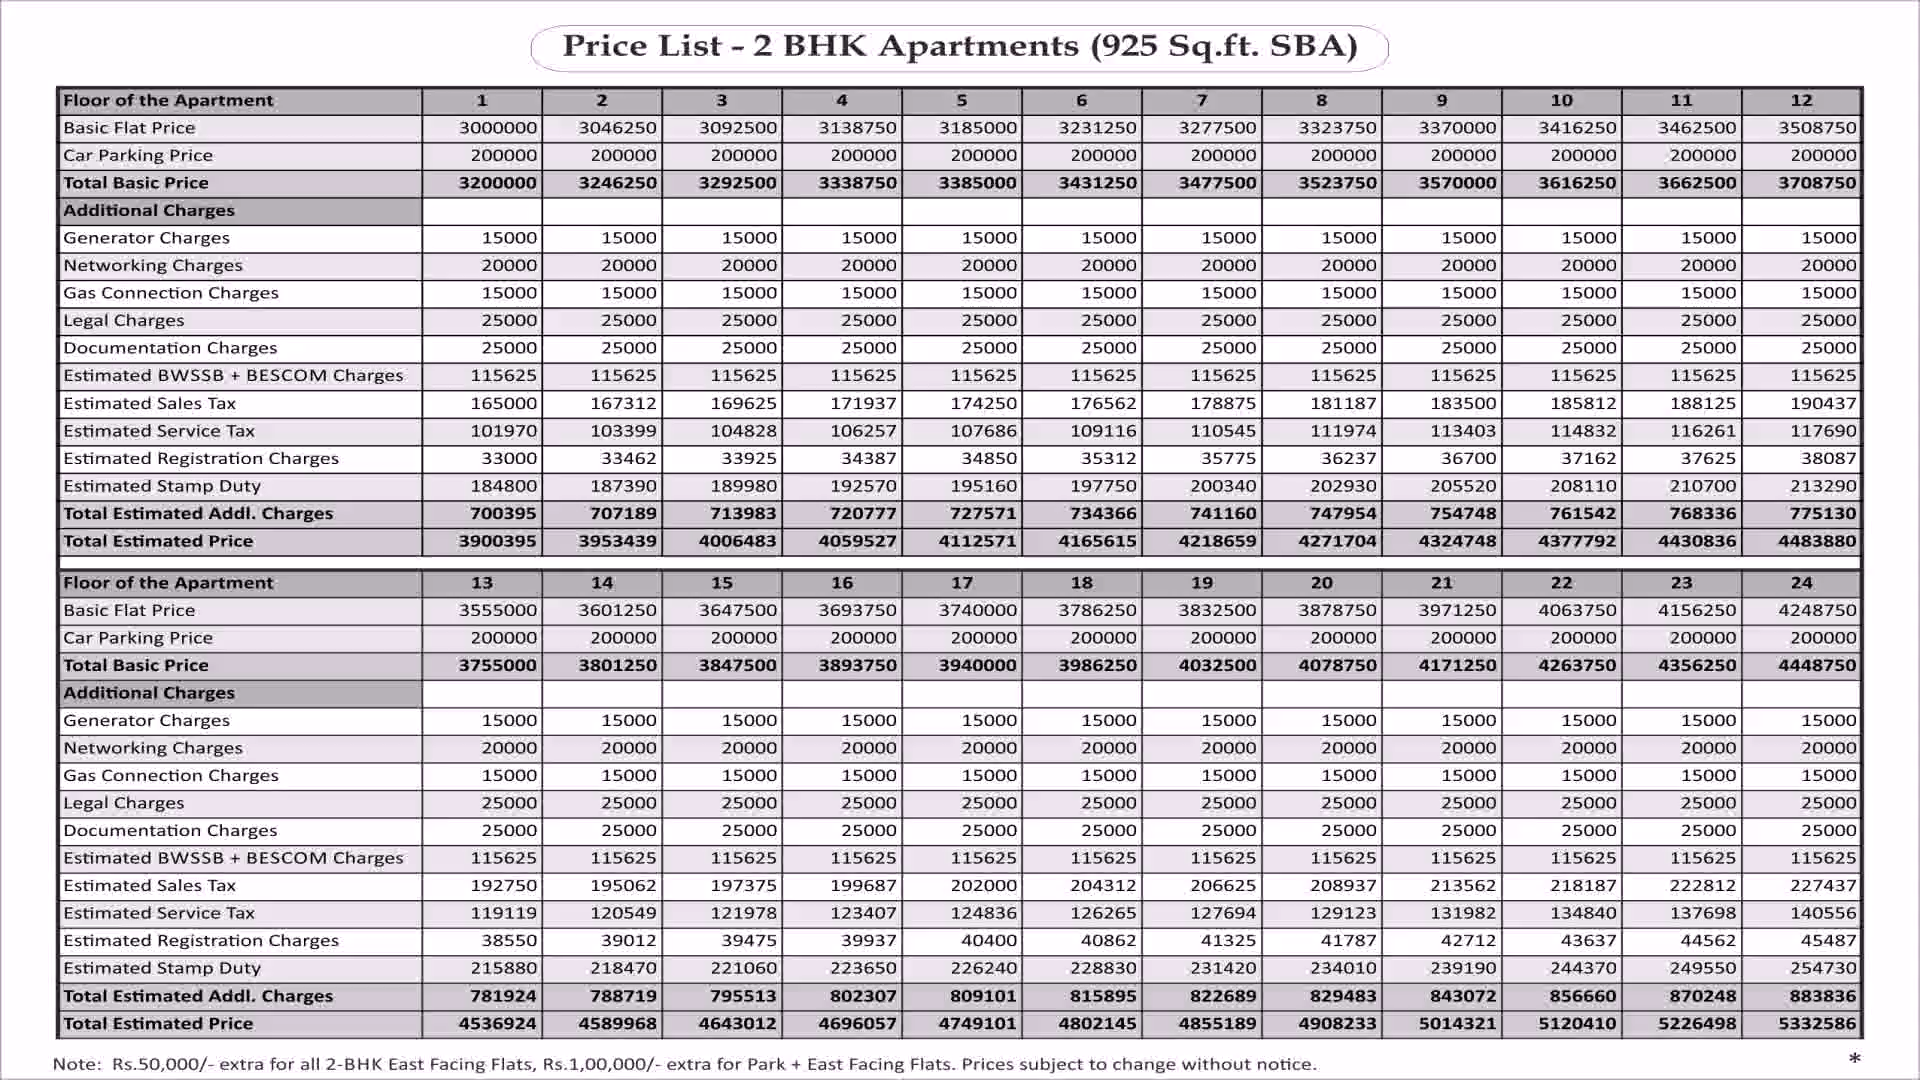 Price List - 2 BHK Apartments (925 Sq.ft. SBA)
Floor of the Apartment 1 2 3 4 5 6 7 8 9 10 11 12
Basic Flat Price 3000000 3046250 3092500 3138750 3185000 3231250 3277500 3323750 3370000 3416250 3462500 3508750
Car Parking Price 200000 200000 200000 200000 200000 200000 200000 200000 200000 200000 200000 200000
Total Basic Price 3200000 3246250 3292500 3338750 3385000 3431250 3477500 3523750 3570000 3616250 3662500 3708750
Additional Charges
Generator Charges 15000 15000 15000 15000 15000 15000 15000 15000 15000 15000 15000 15000
Networking Charges 20000 20000 20000 20000 20000 20000 20000 20000 20000 20000 20000 20000
Gas Connection Charges 15000 15000 15000 15000 15000 15000 15000 15000 15000 15000 15000 15000
Legal Charges 25000 25000 25000 25000 25000 25000 25000 25000 25000 25000 25000 25000
Documentation Charges 25000 25000 25000 25000 25000 25000 25000 25000 25000 25000 25000 25000
Estimated BWSSB + BESCOM Charges 115625 115625 115625 115625 115625 115625 115625 115625 115625 115625 115625 115625
Estimated Sales Tax 165000 167312 169625 171937 174250 176562 178875 181187 183500 185812 188125 190437
Estimated Service Tax 101970 103399 104828 106257 107686 109116 110545 111974 113403 114832 116261 117690
Estimated Registration Charges 33000 33462 33925 34387 34850 35312 35775 36237 36700 37162 37625 38087
Estimated Stamp Duty 184800 187390 189980 192570 195160 197750 200340 202930 205520 208110 210700 213290
Total Estimated Addl. Charges 700395 707189 713983 720777 727571 734366 741160 747954 754748 761542 768336 775130
Total Estimated Price 3900395 3953439 4006483 4059527 4112571 4165615 4218659 4271704 4324748 4377792 4430836 4483880
Floor of the Apartment 13 14 15 16 17 18 19 20 21 22 23 24
Basic Flat Price 3555000 3601250 3647500 3693750 3740000 3786250 3832500 3878750 3971250 4063750 4156250 4248750
Car Parking Price 200000 200000 200000 200000 200000 200000 200000 200000 200000 200000 200000 200000
Total Basic Price 3755000 3801250 3847500 3893750 3940000 3986250 4032500 4078750 4171250 4263750 4356250 4448750
Additional Charges
Generator Charges 15000 15000 15000 15000 15000 15000 15000 15000 15000 15000 15000 15000
Networking Charges 20000 20000 20000 20000 20000 20000 20000 20000 20000 20000 20000 20000
Gas Connection Charges 15000 15000 15000 15000 15000 15000 15000 15000 15000 15000 15000 15000
Legal Charges 25000 25000 25000 25000 25000 25000 25000 25000 25000 25000 25000 25000
Documentation Charges 25000 25000 25000 25000 25000 25000 25000 25000 25000 25000 25000 25000
Estimated BWSSB + BESCOM Charges 115625 115625 115625 115625 115625 115625 115625 115625 115625 115625 115625 115625
Estimated Sales Tax 192750 195062 197375 199687 202000 204312 206625 208937 213562 218187 222812 227437
Estimated Service Tax 119119 120549 121978 123407 124836 126265 127694 129123 131982 134840 137698 140556
Estimated Registration Charges 38550 39012 39475 39937 40400 40862 41325 41787 42712 43637 44562 45487
Estimated Stamp Duty 215880 218470 221060 223650 226240 228830 231420 234010 239190 244370 249550 254730
Total Estimated Addl. Charges 781924 788719 795513 802307 809101 815895 822689 829483 843072 856660 870248 883836
Total Estimated Price 4536924 4589968 4643012 4696057 4749101 4802145 4855189 4908233 5014321 5120410 5226498 5332586
Note: Rs.50,000/- extra for all 2-BHK East Facing Flats, Rs.1,00,000/- extra for Park + East Facing Flats. Prices subject to change without notice. *